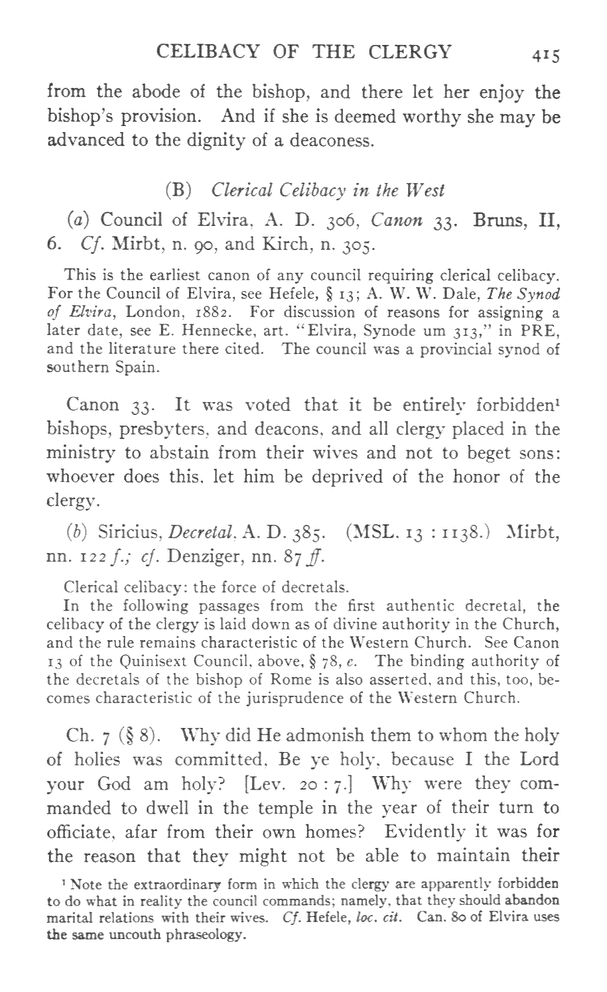 CELIBACY OF THE CLERGY 415
from the abode of the bishop, and there let her enjoy the
bishop's provision. And if she is deemed worthy she may be
advanced to the dignity of a deaconess.
(B) Clerical Celibacy in the West
(a) Council of Elvira, A. D. 306, Canon 33. Bruns, II,
6. Cf. Mirbt, n. 90, and Kirch, n. 305.
This is the earliest canon of any council requiring clerical celibacy.
For the Council of Elvira, see Hefele, § 13; A. W. W. Dale, The Synod
of Elvira, London, 1882. For discussion of reasons for assigning a
later date, see E. Hennecke, art. "Elvira, Synode um 313," in PRE,
and the literature there cited. The council was a provincial synod of
southern Spain.
Canon 33. It was voted that it be entirely forbidden¹
bishops, presbyters, and deacons, and all clergy placed in the
ministry to abstain from their wives and not to beget sons:
whoever does this, let him be deprived of the honor of the
clergy.
(b) Siricius, Decretal, A. D. 385. (MSL. 13 : 1138.) Mirbt,
nn. 122 f.; cf. Denziger, nn. 87 ff.
Clerical celibacy: the force of decretals.
In the following passages from the first authentic decretal, the
celibacy of the clergy is laid down as of divine authority in the Church,
and the rule remains characteristic of the Western Church. See Canon
13 of the Quinisext Council, above, § 78, c. The binding authority of
the decretals of the bishop of Rome is also asserted, and this, too, be-
comes characteristic of the jurisprudence of the Western Church.
Ch. 7 (§ 8). Why did He admonish them to whom the holy
of holies was committed, Be ye holy, because I the Lord
your God am holy? [Lev. 20 : 7.] Why were they com-
manded to dwell in the temple in the year of their turn to
officiate, afar from their own homes? Evidently it was for
the reason that they might not be able to maintain their
¹ Note the extraordinary form in which the clergy are apparently forbidden
to do what in reality the council commands; namely, that they should abandon
marital relations with their wives. Cf. Hefele, loc. cit. Can. 80 of Elvira uses
the same uncouth phraseology.